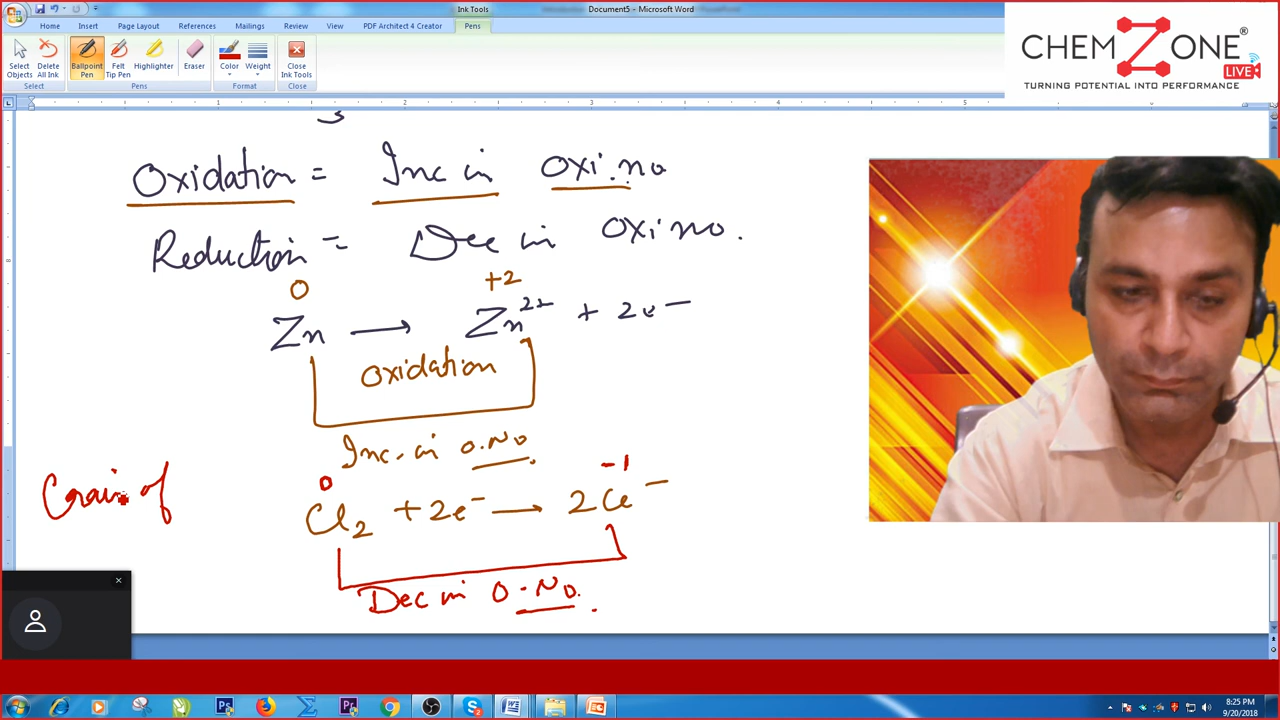 Ink Tools
Document5 - Microsoft Word
Home Insert Page Layout References Mailings Review View PDF Architect 4 Creator Pens
Select Objects
Delete All Ink
Ballpoint Pen
Felt Tip Pen
Highlighter
Eraser
Color
Weight
Close Ink Tools
Select Pens Format Close
CHEMZONE®
LIVE
TURNING POTENTIAL INTO PERFORMANCE
Oxidation = Inc in Oxi.no
Reduction = Dec in Oxi no.
0 +2
Zn → Zn²⁺ + 2e⁻
Oxidation
Inc. in O.No.
0 -1
Cl₂ + 2e⁻ → 2Cl⁻
Gain of
Dec in O.No.
8:25 PM
9/20/2018